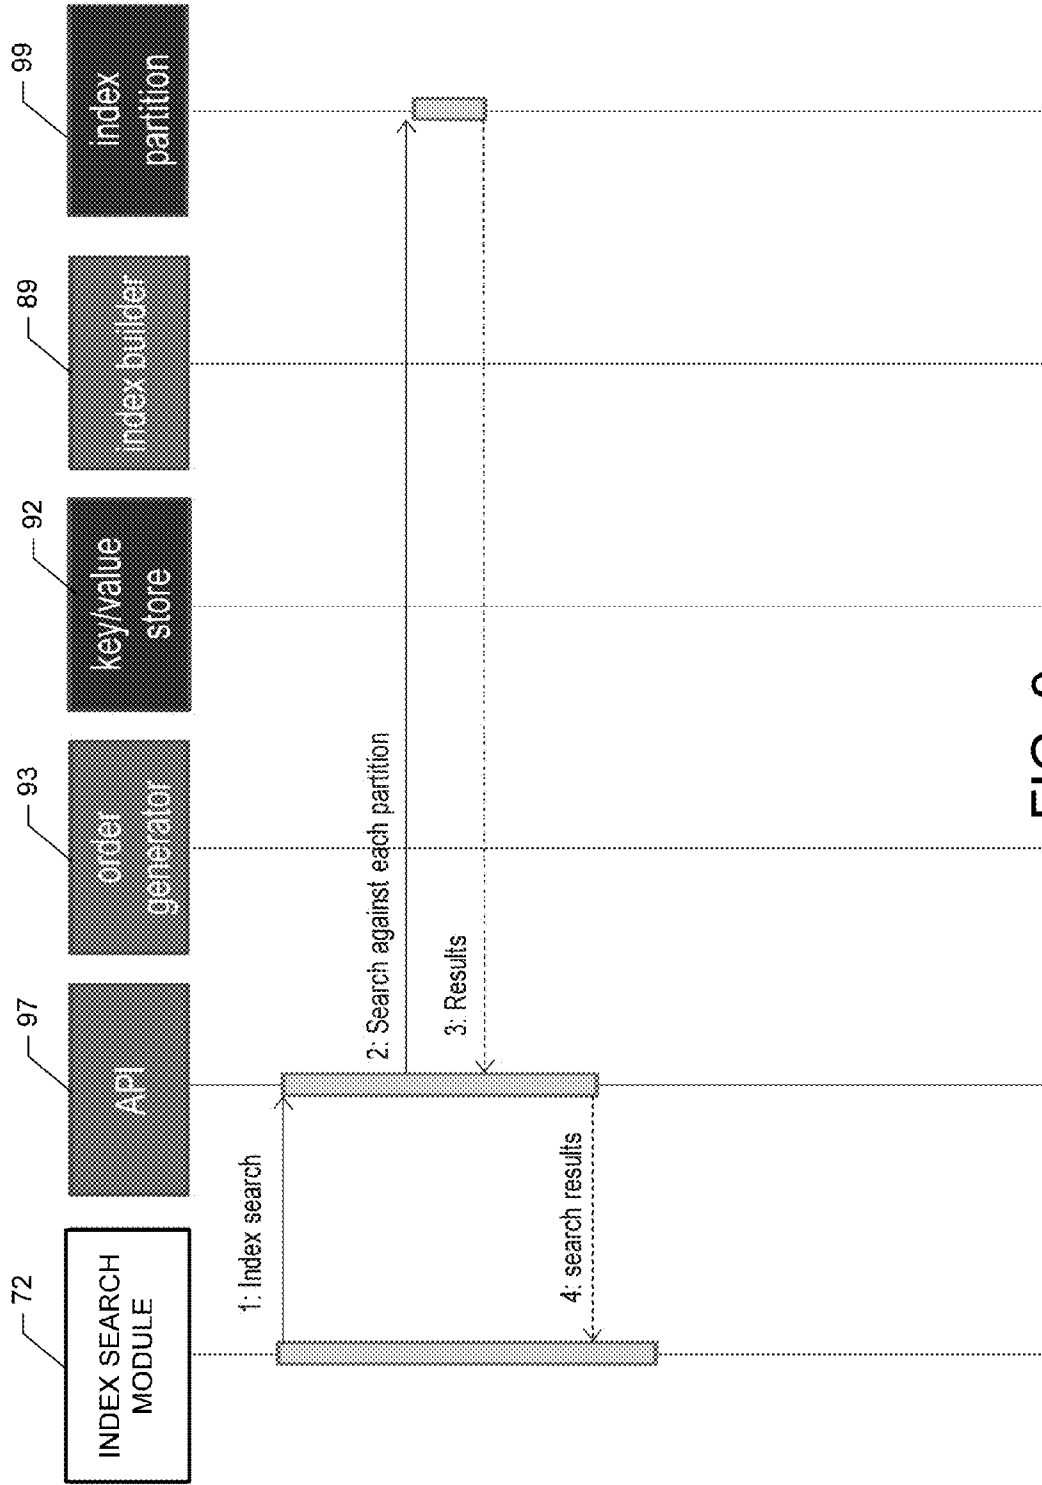 72
INDEX SEARCH
MODULE
97
API
93
order
generator
92
key/value
store
89
index builder
99
index
partition
1: Index search
2: Search against each partition
3: Results
4: search results
FIG.